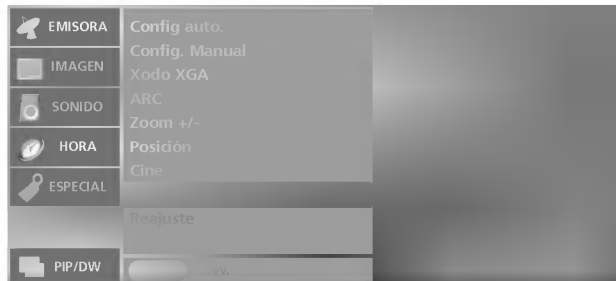 EMISORA
IMAGEN
SONIDO
HORA
ESPECIAL
PIP/DW
Config auto.
Config. Manual
Xodo XGA
ARC
Zoom +/-
Posición
Cine
Reajuste